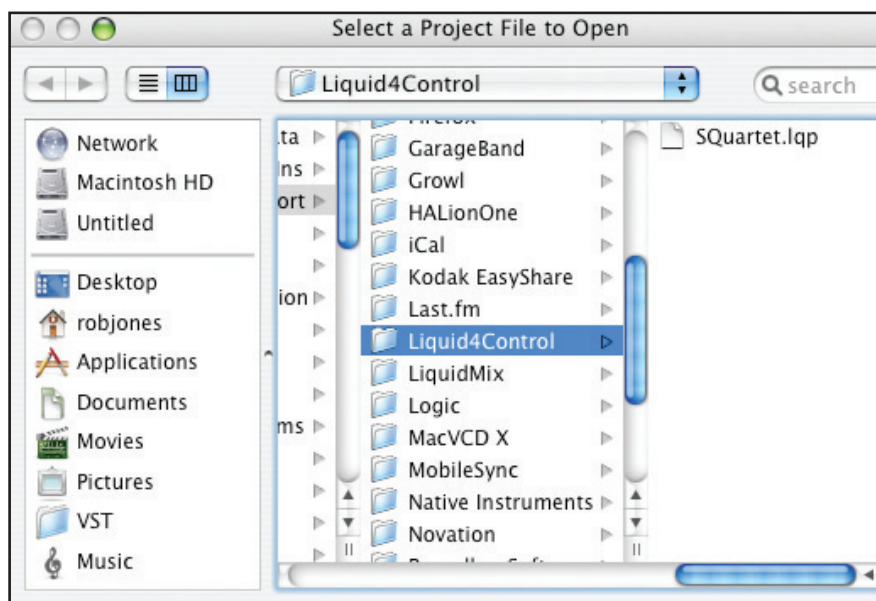 Select a Project File to Open
Liquid4Control
search
Network
Macintosh HD
Untitled
Desktop
robjones
Applications
Documents
Movies
Pictures
VST
Music
ta
Ins
ort
ion
ms
GarageBand
Growl
HALionOne
iCal
Kodak EasyShare
Last.fm
Liquid4Control
LiquidMix
Logic
MacVCD X
MobileSync
Native Instruments
Novation
SQuartet.lqp